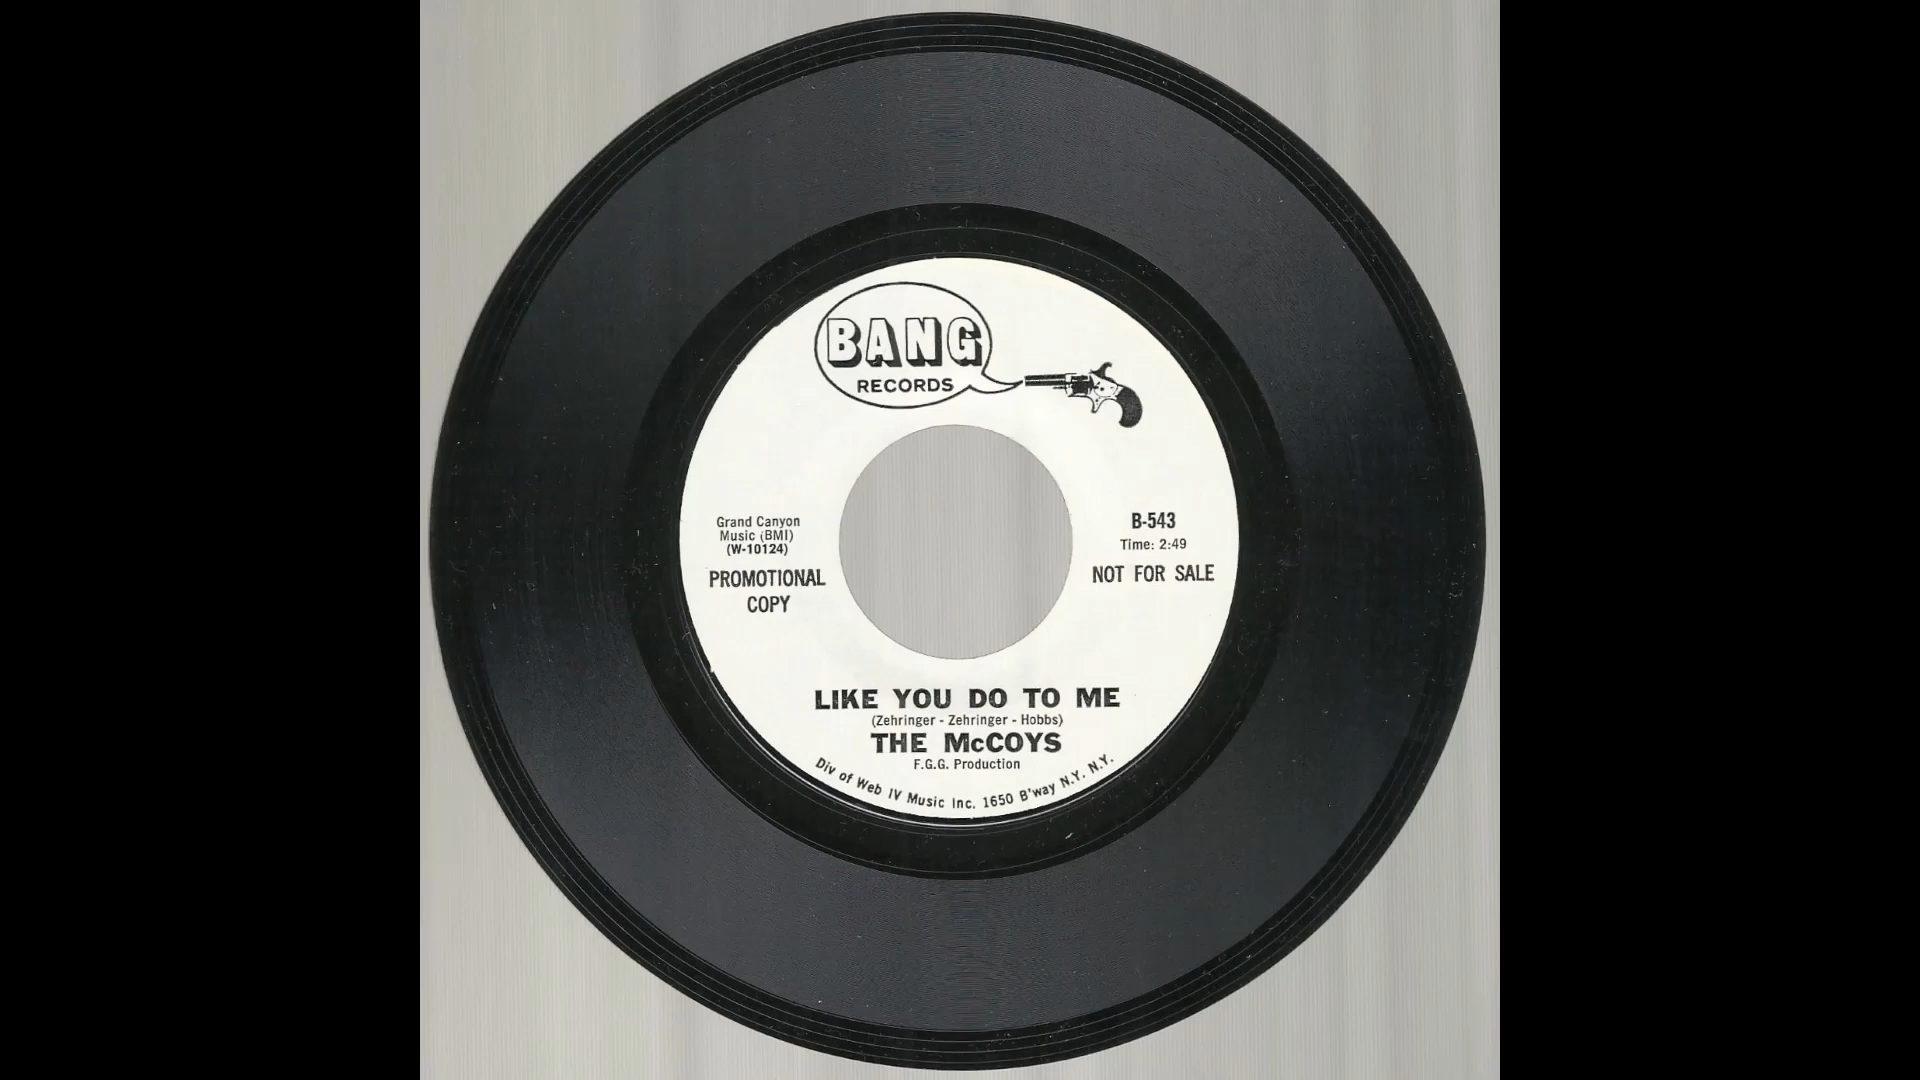 BANG
RECORDS
Grand Canyon
Music (BMI)
(W-10124)
PROMOTIONAL
COPY
B-543
Time: 2:49
NOT FOR SALE
LIKE YOU DO TO ME
(Zehringer - Zehringer - Hobbs)
THE McCOYS
F.G.G. Production
Div of Web IV Music Inc. 1650 B'way N.Y. N.Y.